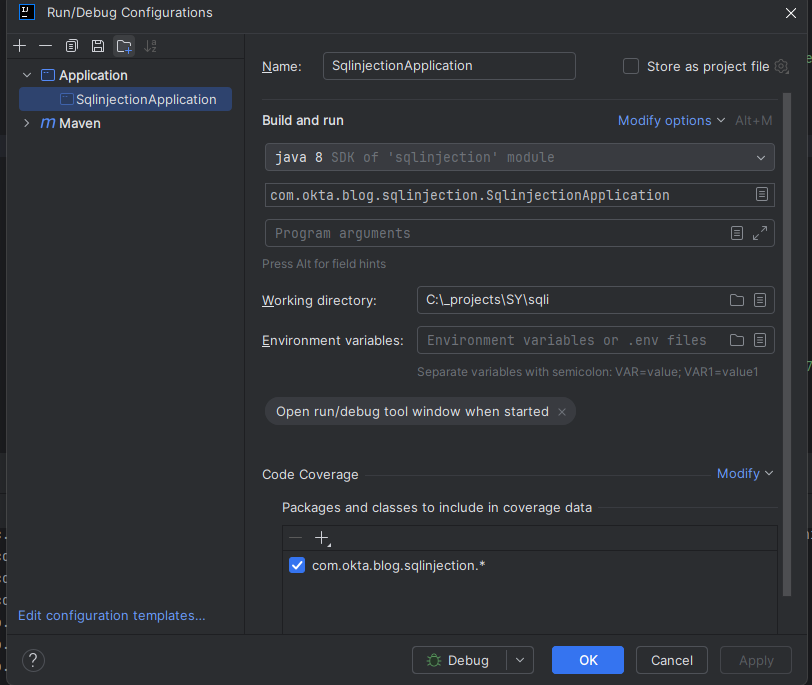 Run/Debug Configurations
Application
SqlinjectionApplication
Maven
Edit configuration templates...
Name: SqlinjectionApplication Store as project file
Build and run Modify options Alt+M
java 8 SDK of 'sqlinjection' module
com.okta.blog.sqlinjection.SqlinjectionApplication
Program arguments
Press Alt for field hints
Working directory: C:\_projects\SY\sqli
Environment variables: Environment variables or .env files
Separate variables with semicolon: VAR=value; VAR1=value1
Open run/debug tool window when started
Code Coverage Modify
Packages and classes to include in coverage data
com.okta.blog.sqlinjection.*
? Debug OK Cancel Apply